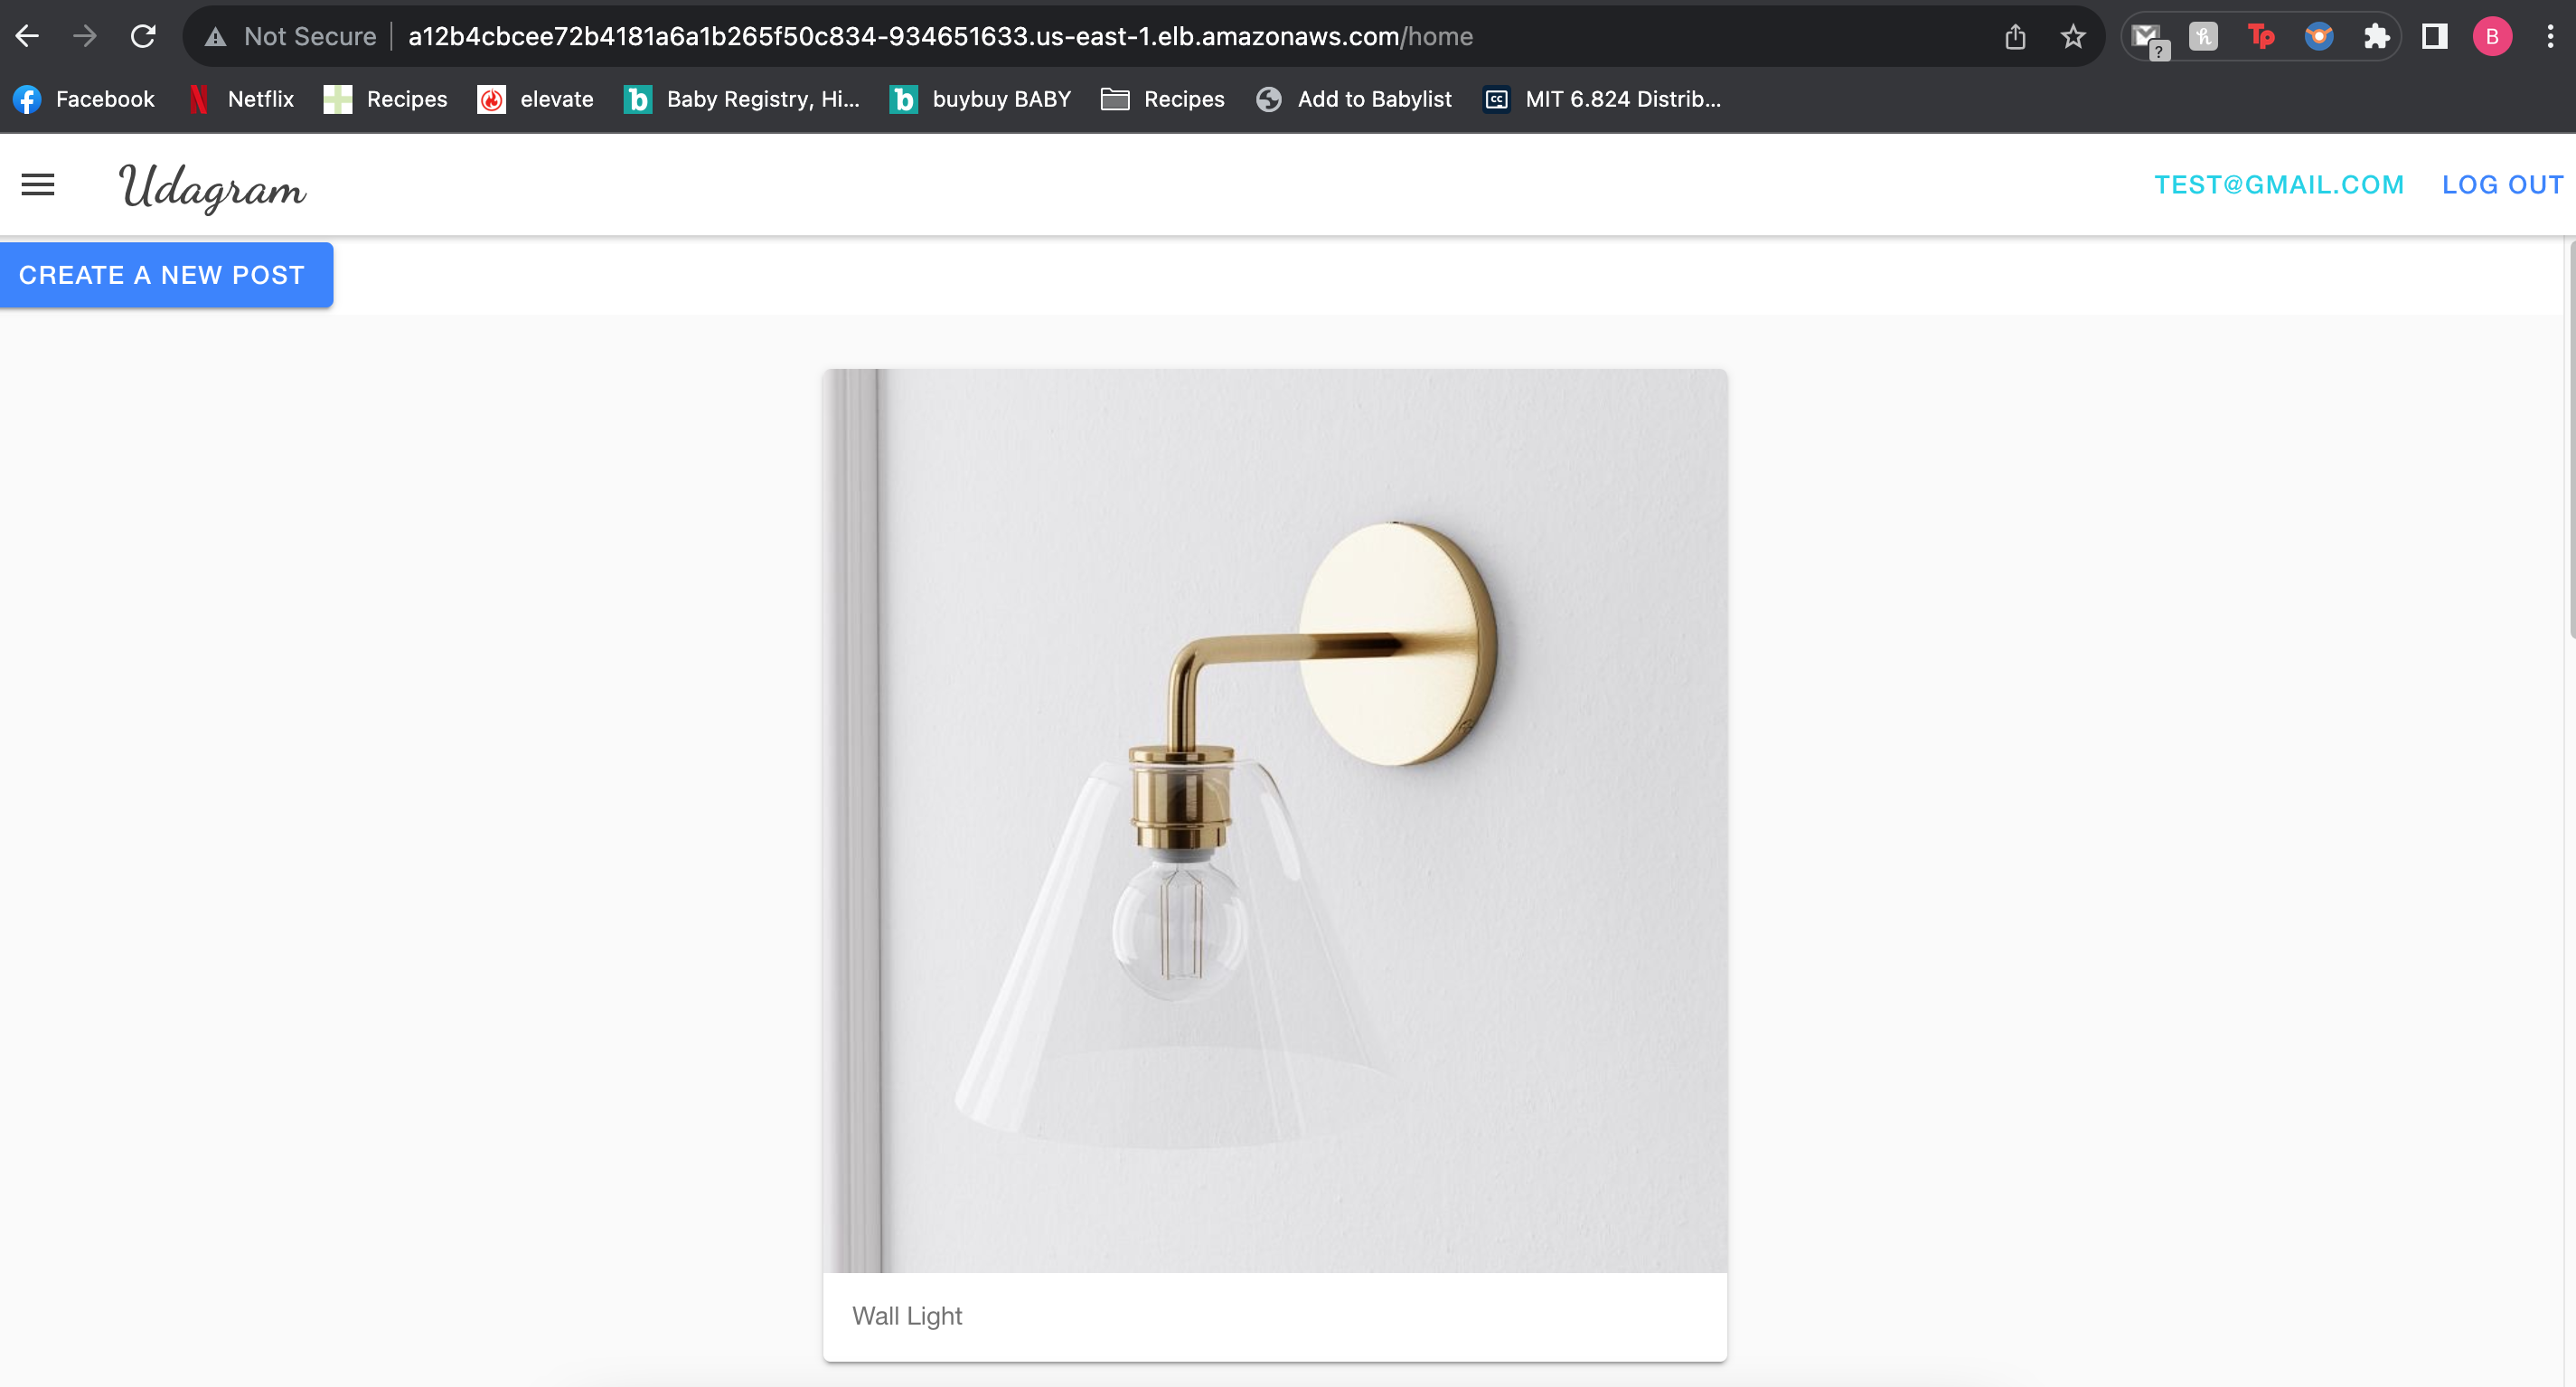 Not Secure a12b4cbcee72b4181a6a1b265f50c834-934651633.us-east-1.elb.amazonaws.com/home
? h Tp B
Facebook Netflix Recipes elevate b Baby Registry, Hi... b buybuy BABY Recipes Add to Babylist CC MIT 6.824 Distrib...
Udagram TEST@GMAIL.COM LOG OUT
CREATE A NEW POST
Wall Light